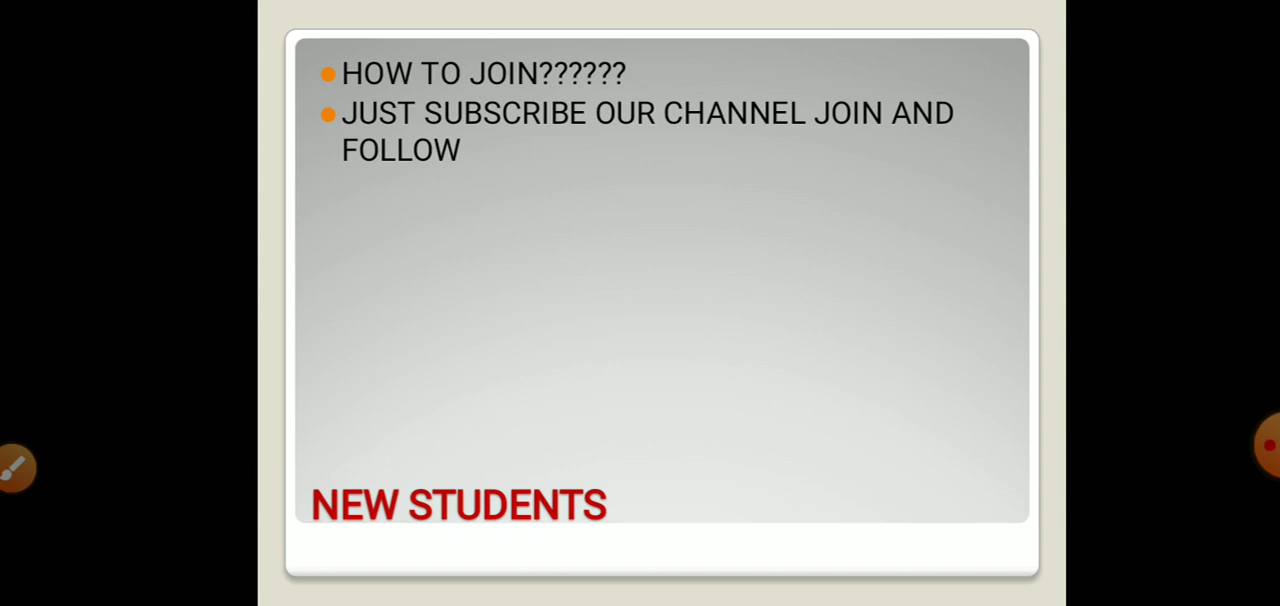 HOW TO JOIN??????
JUST SUBSCRIBE OUR CHANNEL JOIN AND
FOLLOW
NEW STUDENTS